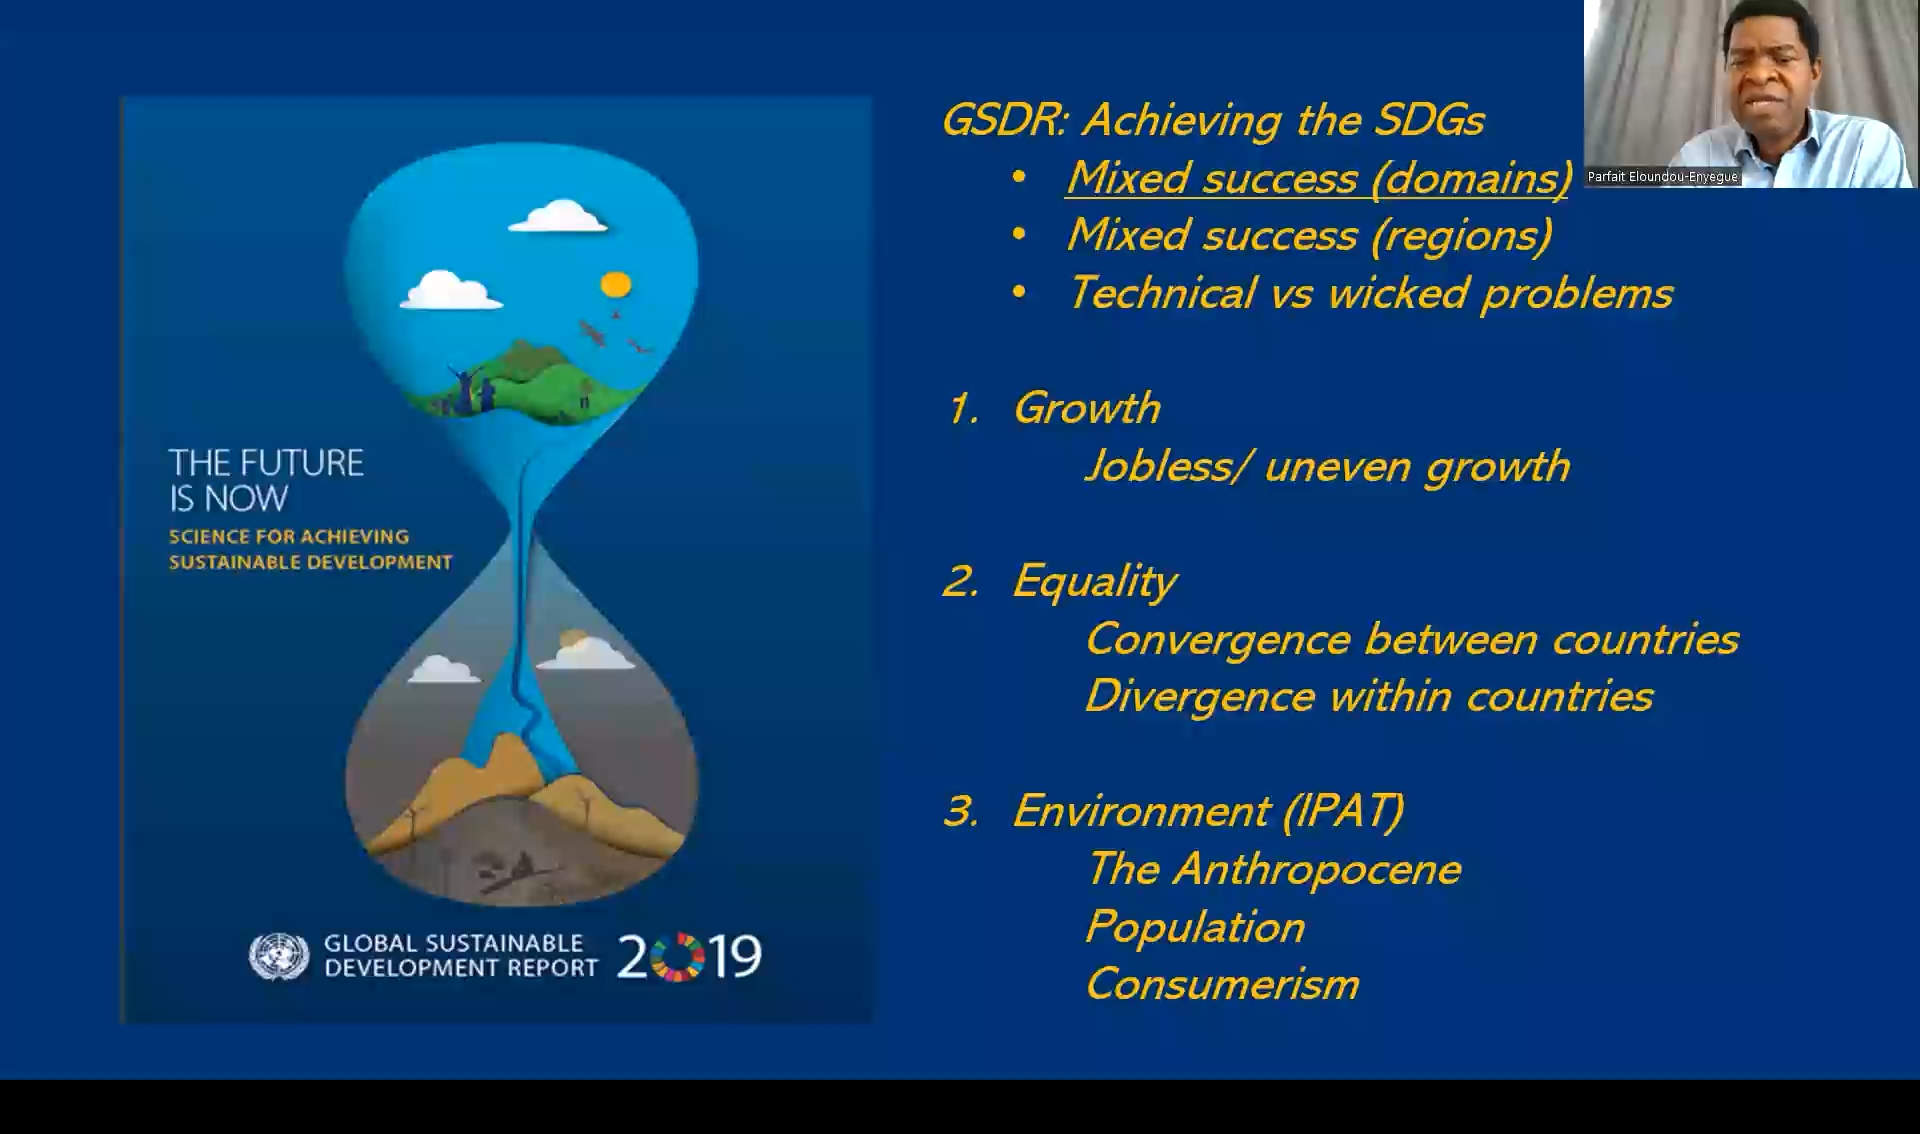 THE FUTURE
IS NOW
SCIENCE FOR ACHIEVING
SUSTAINABLE DEVELOPMENT
GLOBAL SUSTAINABLE
DEVELOPMENT REPORT 2019
GSDR: Achieving the SDGs
• Mixed success (domains)
• Mixed success (regions)
• Technical vs wicked problems
1. Growth
Jobless/ uneven growth
2. Equality
Convergence between countries
Divergence within countries
3. Environment (IPAT)
The Anthropocene
Population
Consumerism
Parfait Eloundou-Enyegue